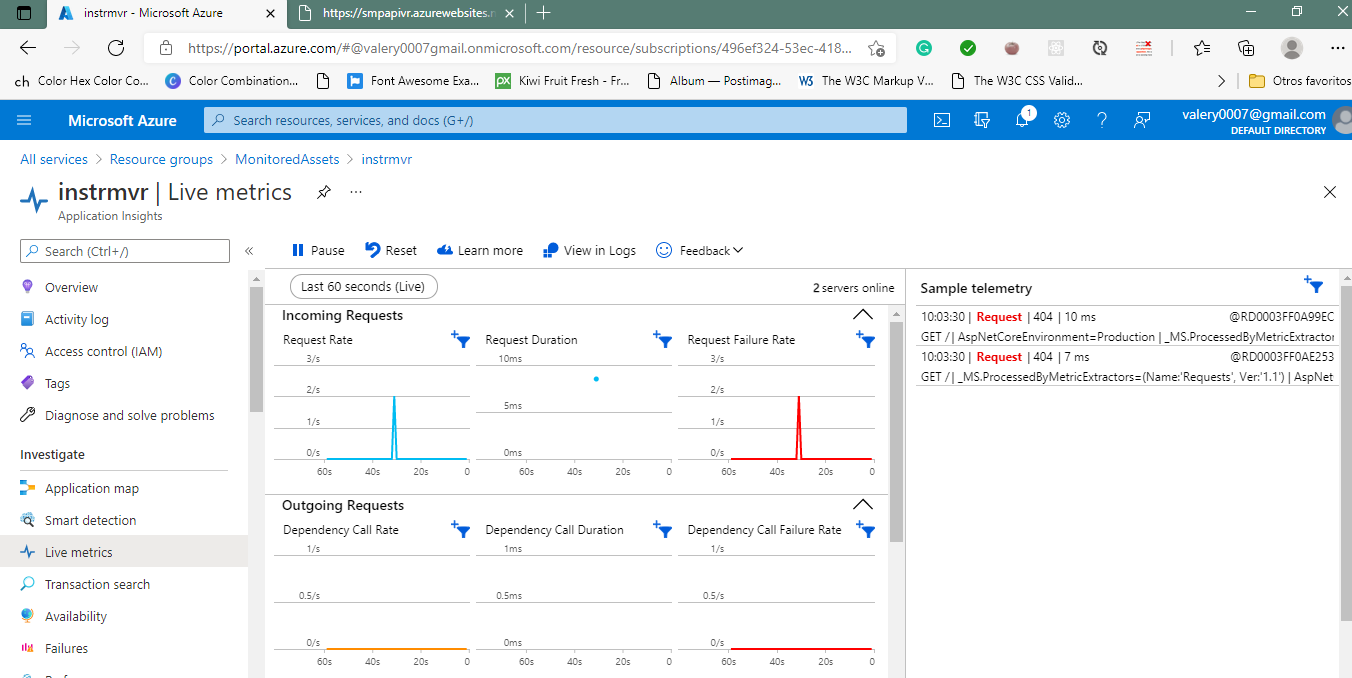 instrmvr - Microsoft Azure
https://smpapivr.azurewebsites.n
https://portal.azure.com/#@valery0007gmail.onmicrosoft.com/resource/subscriptions/496ef324-53ec-418...
ch Color Hex Color Co... Color Combination... Font Awesome Exa... Kiwi Fruit Fresh - Fr... Album — Postimag... The W3C Markup V... The W3C CSS Valid... Otros favoritos
Microsoft Azure
Search resources, services, and docs (G+/)
1
valery0007@gmail.com
DEFAULT DIRECTORY
All services > Resource groups > MonitoredAssets > instrmvr
instrmvr | Live metrics ...
Application Insights
Search (Ctrl+/)
«
Overview
Activity log
Access control (IAM)
Tags
Diagnose and solve problems
Investigate
Application map
Smart detection
Live metrics
Transaction search
Availability
Failures
Pause Reset Learn more View in Logs Feedback
Last 60 seconds (Live)
2 servers online
Incoming Requests
Request Rate
3/s
2/s
1/s
0/s
60s 40s 20s 0
Request Duration
10ms
5ms
0ms
60s 40s 20s 0
Request Failure Rate
3/s
2/s
1/s
0/s
60s 40s 20s 0
Outgoing Requests
Dependency Call Rate
1/s
0.5/s
0/s
60s 40s 20s 0
Dependency Call Duration
1ms
0.5ms
0ms
60s 40s 20s 0
Dependency Call Failure Rate
1/s
0.5/s
0/s
60s 40s 20s 0
Sample telemetry
10:03:30 | Request | 404 | 10 ms @RD0003FF0A99EC
GET / | AspNetCoreEnvironment=Production | _MS.ProcessedByMetricExtractor
10:03:30 | Request | 404 | 7 ms @RD0003FF0AE253
GET / | _MS.ProcessedByMetricExtractors=(Name:'Requests', Ver:'1.1') | AspNet